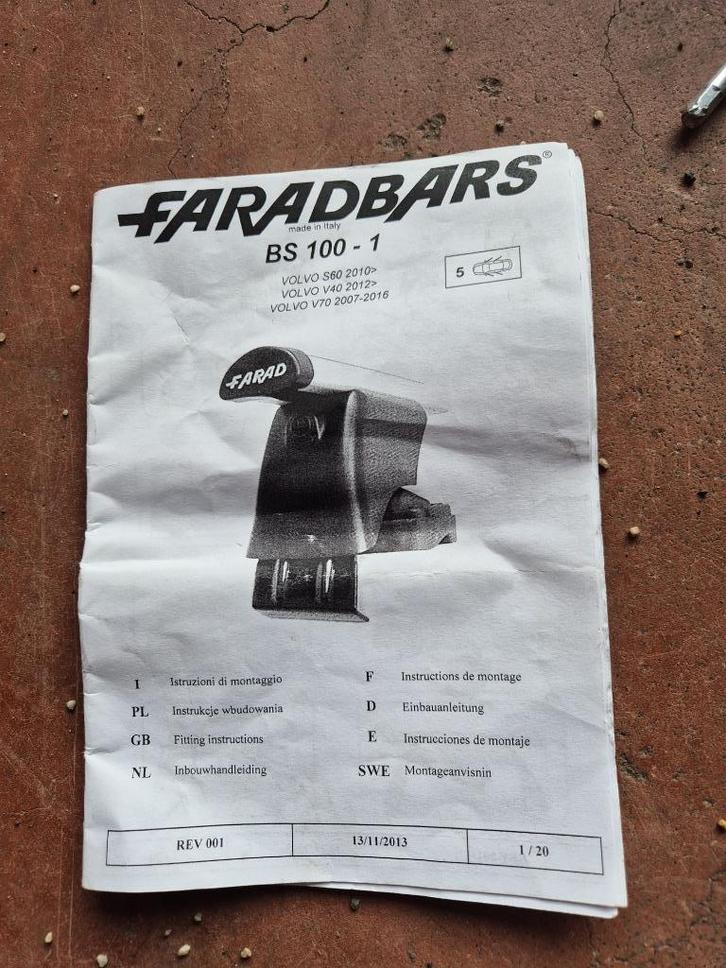 FARADBARS®
made in Italy
BS 100 - 1
VOLVO S60 2010>
VOLVO V40 2012>
VOLVO V70 2007-2016
5
FARAD
I Istruzioni di montaggio
F Instructions de montage
PL Instrukcje wbudowania
D Einbauanleitung
GB Fitting instructions
E Instrucciones de montaje
NL Inbouwhandleiding
SWE Montageanvisnin
REV 001 13/11/2013 1 / 20